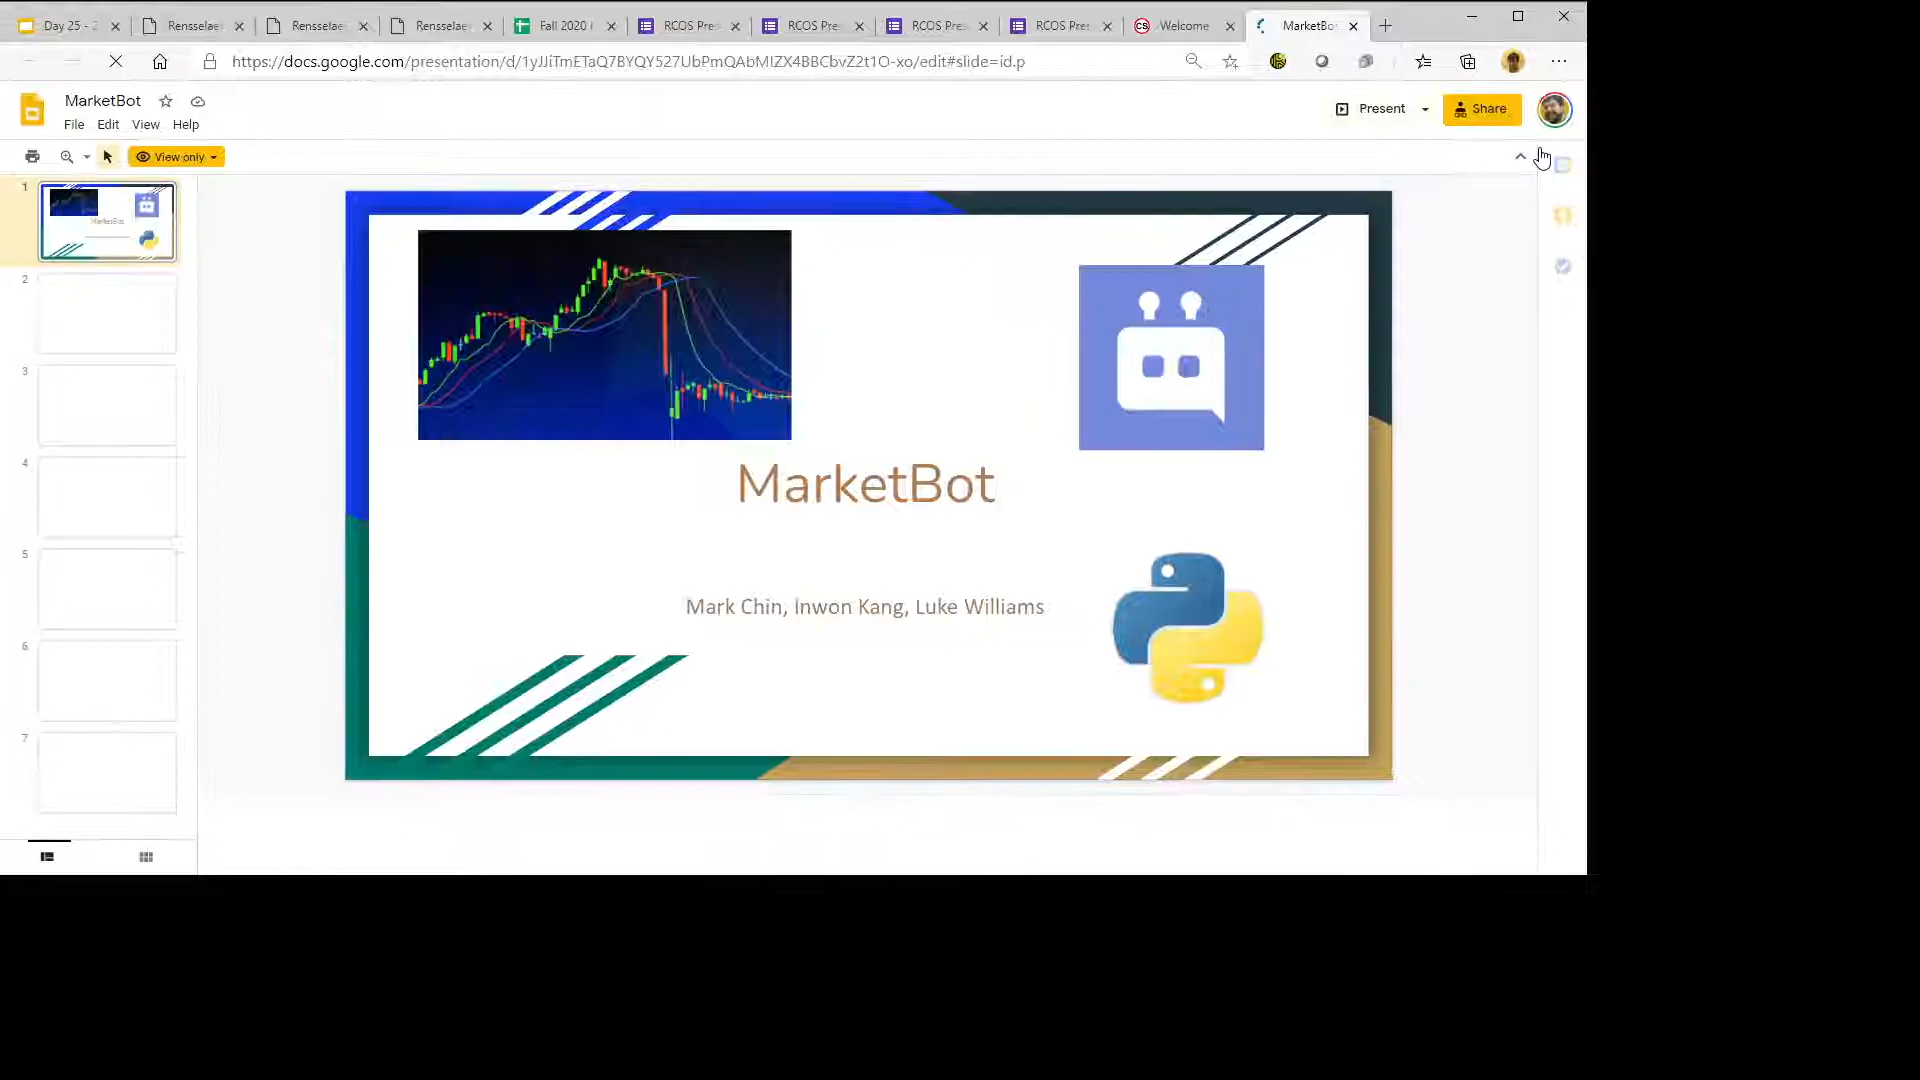 Day 25 - 2
Rensselae
Rensselae
Rensselae
Fall 2020
RCOS Pre
RCOS Pre
RCOS Pre
RCOS Pre
CS
Welcome
MarketBo
https://docs.google.com/presentation/d/1yJJiTmETaQ7BYQY527UbPmQAbMIZX4BBCbvZ2t1O-xo/edit#slide=id.p
MarketBot
File Edit View Help
Present
Share
View only
1
2
3
4
5
6
7
MarketBot
Mark Chin, Inwon Kang, Luke Williams